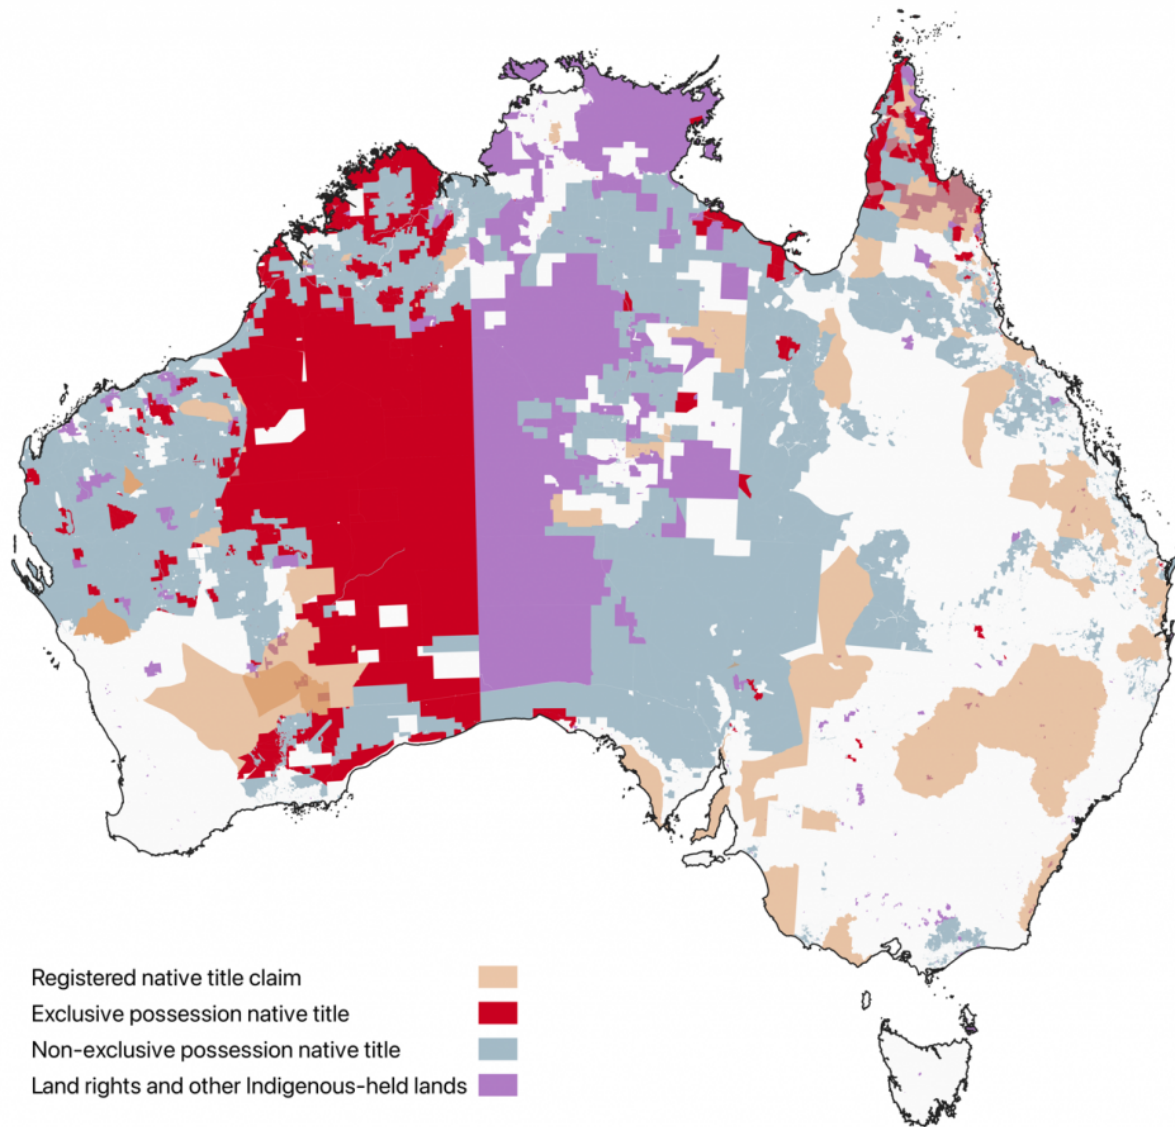 Registered native title claim
Exclusive possession native title
Non-exclusive possession native title
Land rights and other Indigenous-held lands